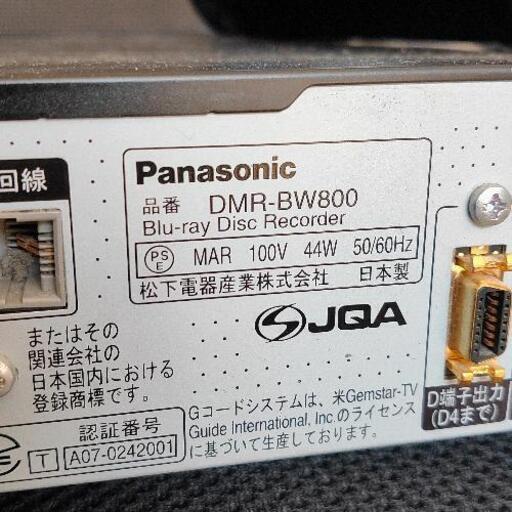 回線
Panasonic
品番 DMR-BW800
Blu-ray Disc Recorder
PS
E MAR 100V 44W 50/60Hz
松下電器産業株式会社 日本製
JQA
またはその
関連会社の
日本国内における
登録商標です。
認証番号
T A07-0242001
Gコードシステムは、米Gemstar-TV
Guide International, Inc.のライセンス
に基づいて生産しております。
D端子出力
(D4まで)